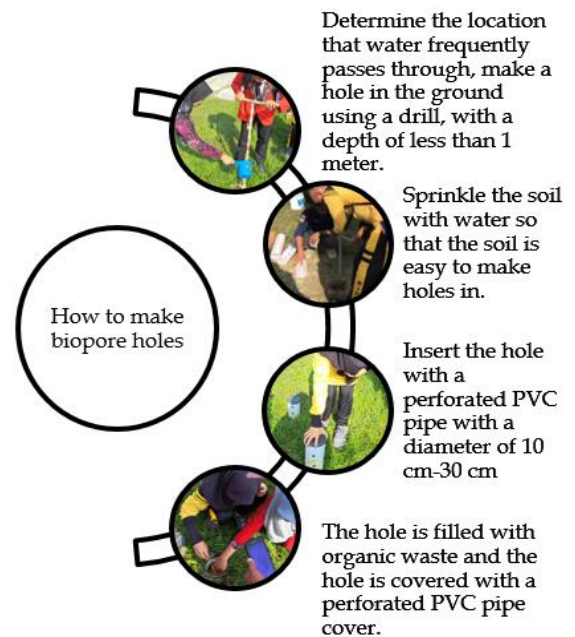 Determine the location
that water frequently
passes through, make a
hole in the ground
using a drill, with a
depth of less than 1
meter.
Sprinkle the soil
with water so
that the soil is
easy to make
holes in.
How to make
biopore holes
Insert the hole
with a
perforated PVC
pipe with a
diameter of 10
cm-30 cm
The hole is filled with
organic waste and the
hole is covered with a
perforated PVC pipe
cover.